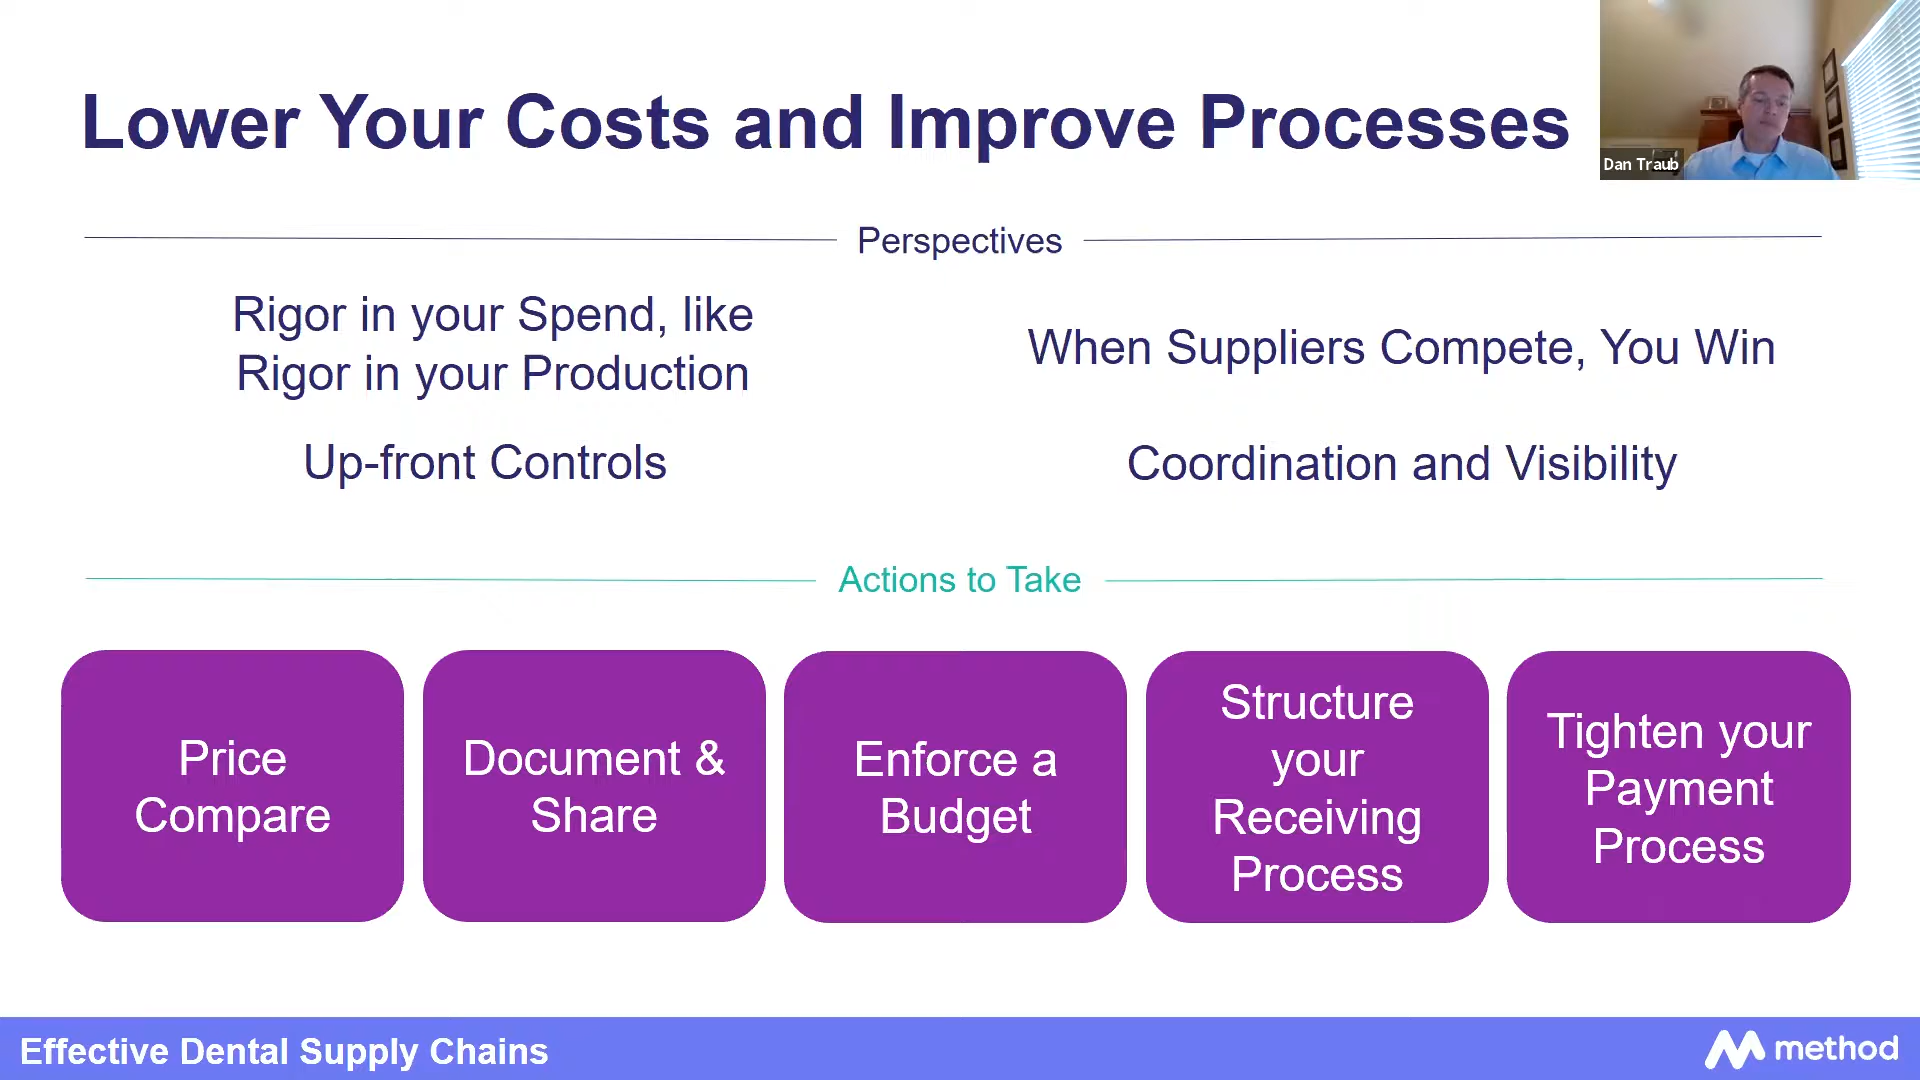 Lower Your Costs and Improve Processes
Dan Traub
Perspectives
Rigor in your Spend, like
Rigor in your Production
When Suppliers Compete, You Win
Up-front Controls
Coordination and Visibility
Actions to Take
Price
Compare
Document &
Share
Enforce a
Budget
Structure
your
Receiving
Process
Tighten your
Payment
Process
Effective Dental Supply Chains
method